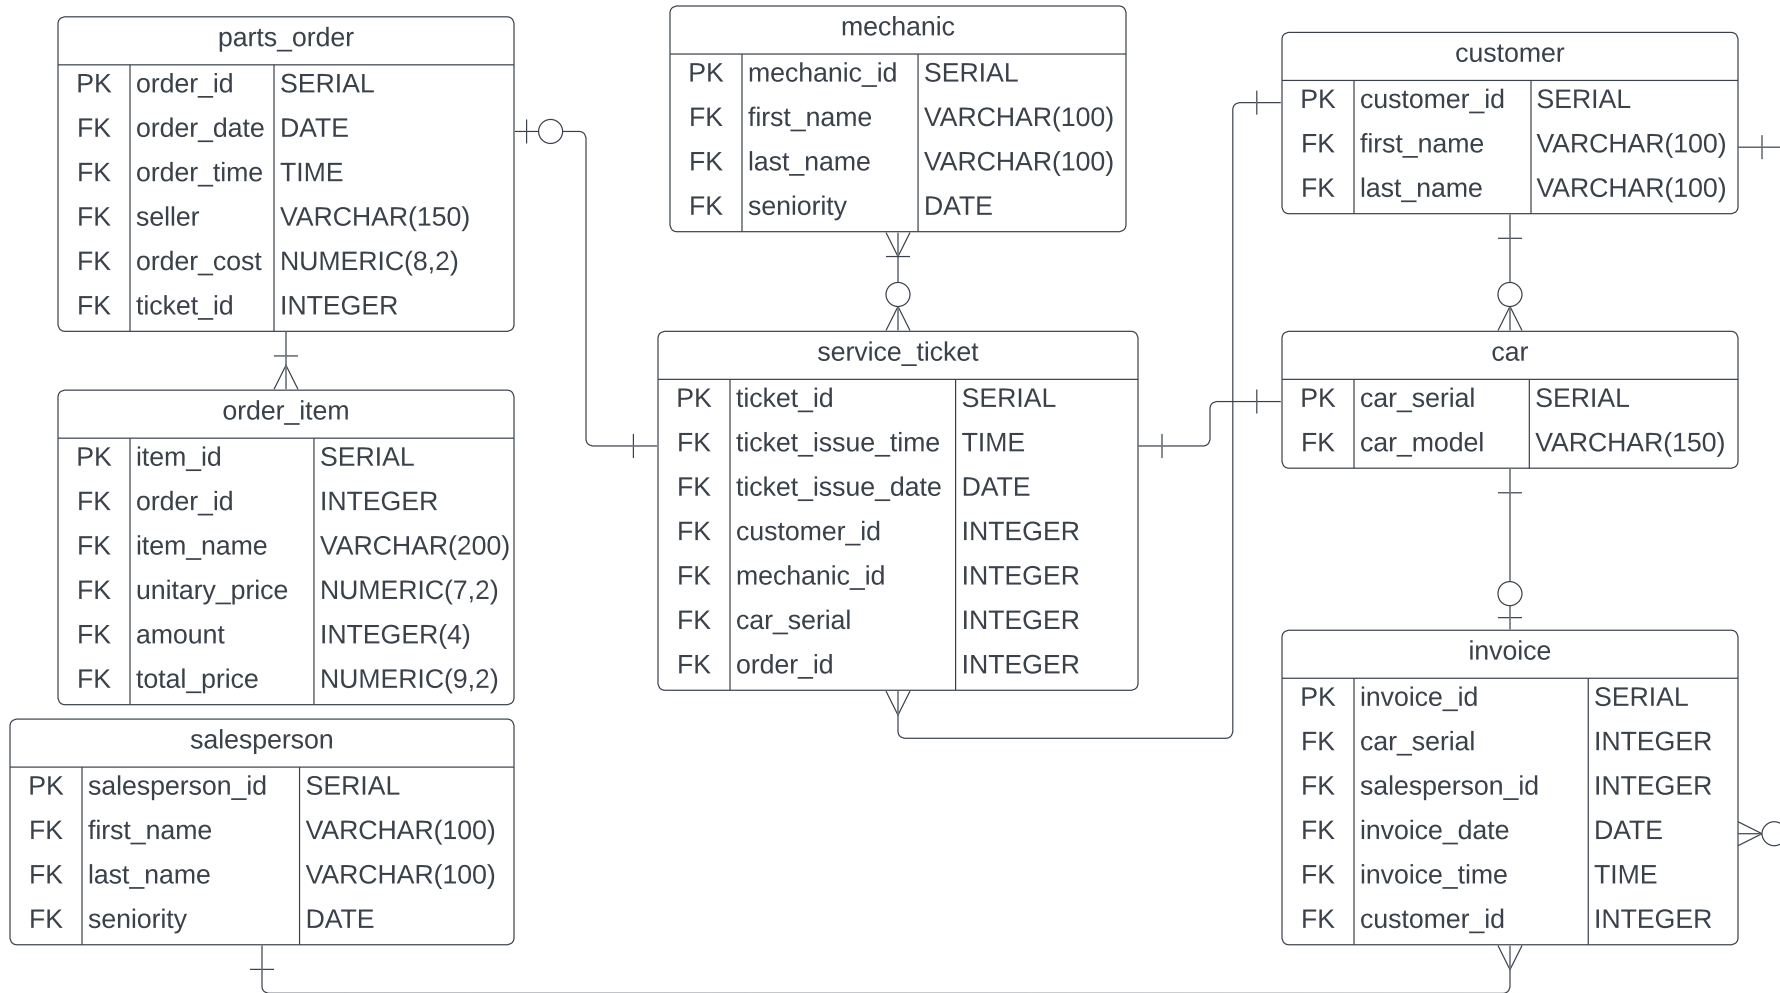 parts_order
PK order_id SERIAL
FK order_date DATE
FK order_time TIME
FK seller VARCHAR(150)
FK order_cost NUMERIC(8,2)
FK ticket_id INTEGER
order_item
PK item_id SERIAL
FK order_id INTEGER
FK item_name VARCHAR(200)
FK unitary_price NUMERIC(7,2)
FK amount INTEGER(4)
FK total_price NUMERIC(9,2)
salesperson
PK salesperson_id SERIAL
FK first_name VARCHAR(100)
FK last_name VARCHAR(100)
FK seniority DATE
mechanic
PK mechanic_id SERIAL
FK first_name VARCHAR(100)
FK last_name VARCHAR(100)
FK seniority DATE
service_ticket
PK ticket_id SERIAL
FK ticket_issue_time TIME
FK ticket_issue_date DATE
FK customer_id INTEGER
FK mechanic_id INTEGER
FK car_serial INTEGER
FK order_id INTEGER
customer
PK customer_id SERIAL
FK first_name VARCHAR(100)
FK last_name VARCHAR(100)
car
PK car_serial SERIAL
FK car_model VARCHAR(150)
invoice
PK invoice_id SERIAL
FK car_serial INTEGER
FK salesperson_id INTEGER
FK invoice_date DATE
FK invoice_time TIME
FK customer_id INTEGER